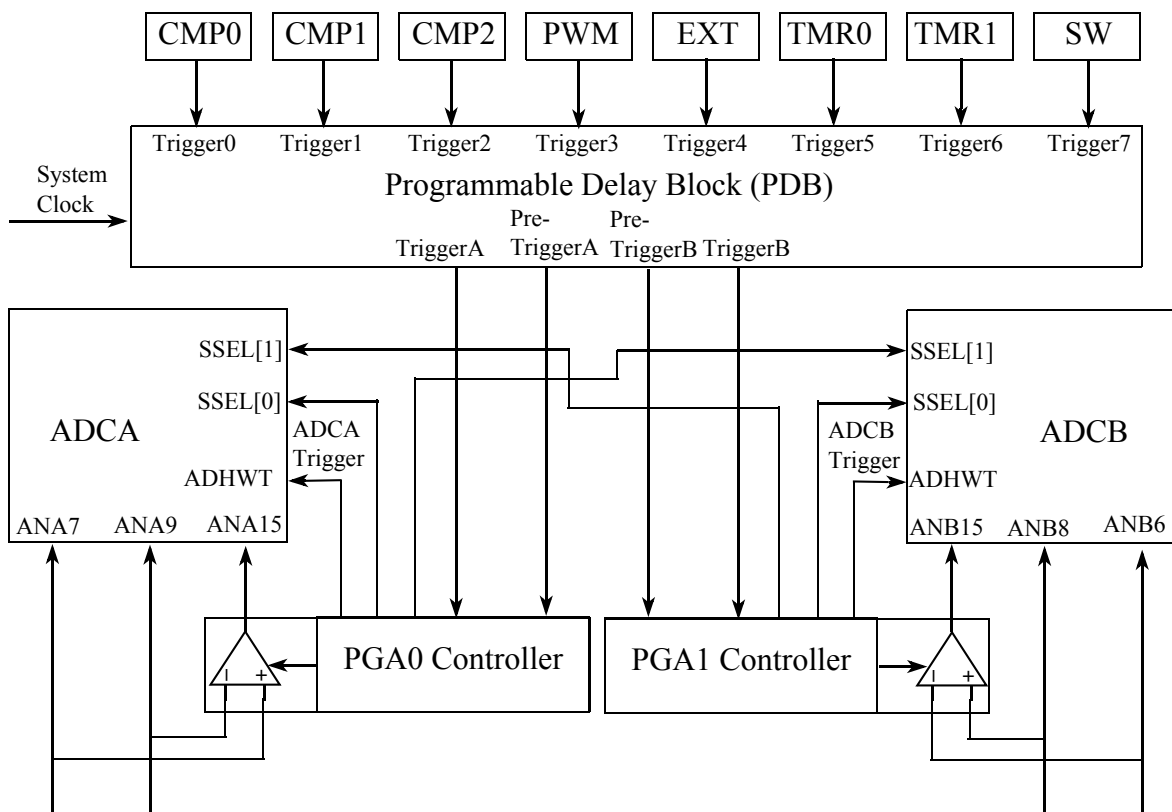 CMP0
CMP1
CMP2
PWM
EXT
TMR0
TMR1
SW
Trigger0
Trigger1
Trigger2
Trigger3
Trigger4
Trigger5
Trigger6
Trigger7
System
Clock
Programmable Delay Block (PDB)
TriggerA
Pre-
TriggerA
Pre-
TriggerB
TriggerB
SSEL[1]
SSEL[0]
ADCA
ADCA
Trigger
ADHWT
ANA7
ANA9
ANA15
SSEL[1]
SSEL[0]
ADCB
ADCB
Trigger
ADHWT
ANB15
ANB8
ANB6
PGA0 Controller
PGA1 Controller
– +
– +